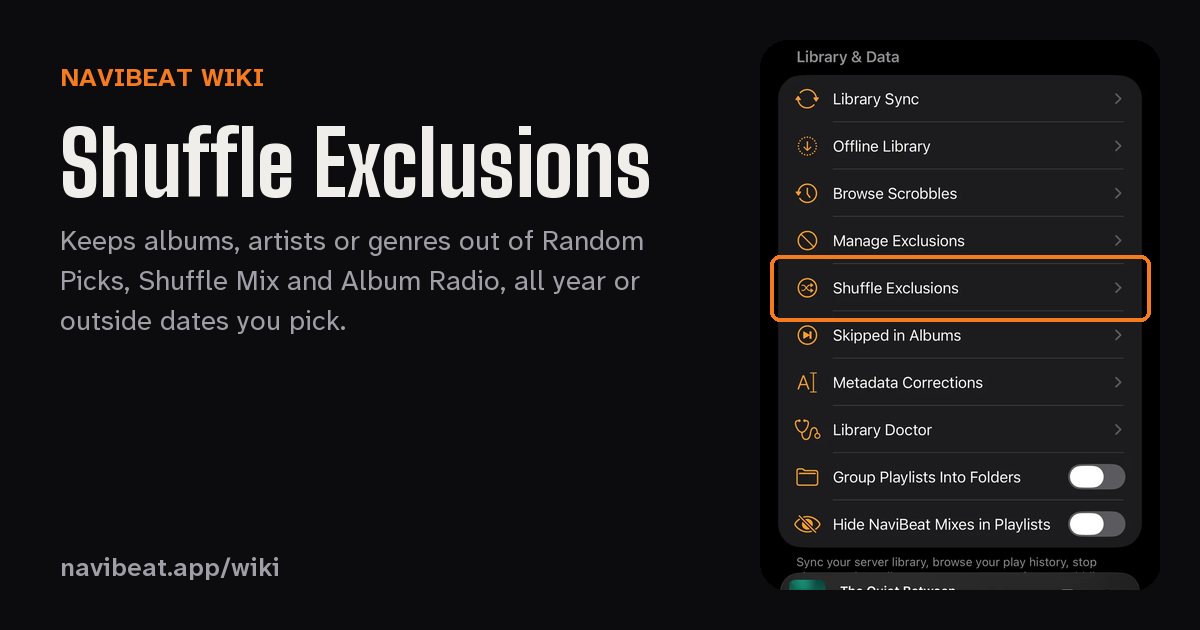 NAVIBEAT WIKI
Shuffle Exclusions
Keeps albums, artists or genres out of Random
Picks, Shuffle Mix and Album Radio, all year or
outside dates you pick.
navibeat.app/wiki
Library & Data
Library Sync
Offline Library
Browse Scrobbles
Manage Exclusions
Shuffle Exclusions
Skipped in Albums
Metadata Corrections
Library Doctor
Group Playlists Into Folders
Hide NaviBeat Mixes in Playlists
Sync your server library, browse your play history, stop
The Quiet Between